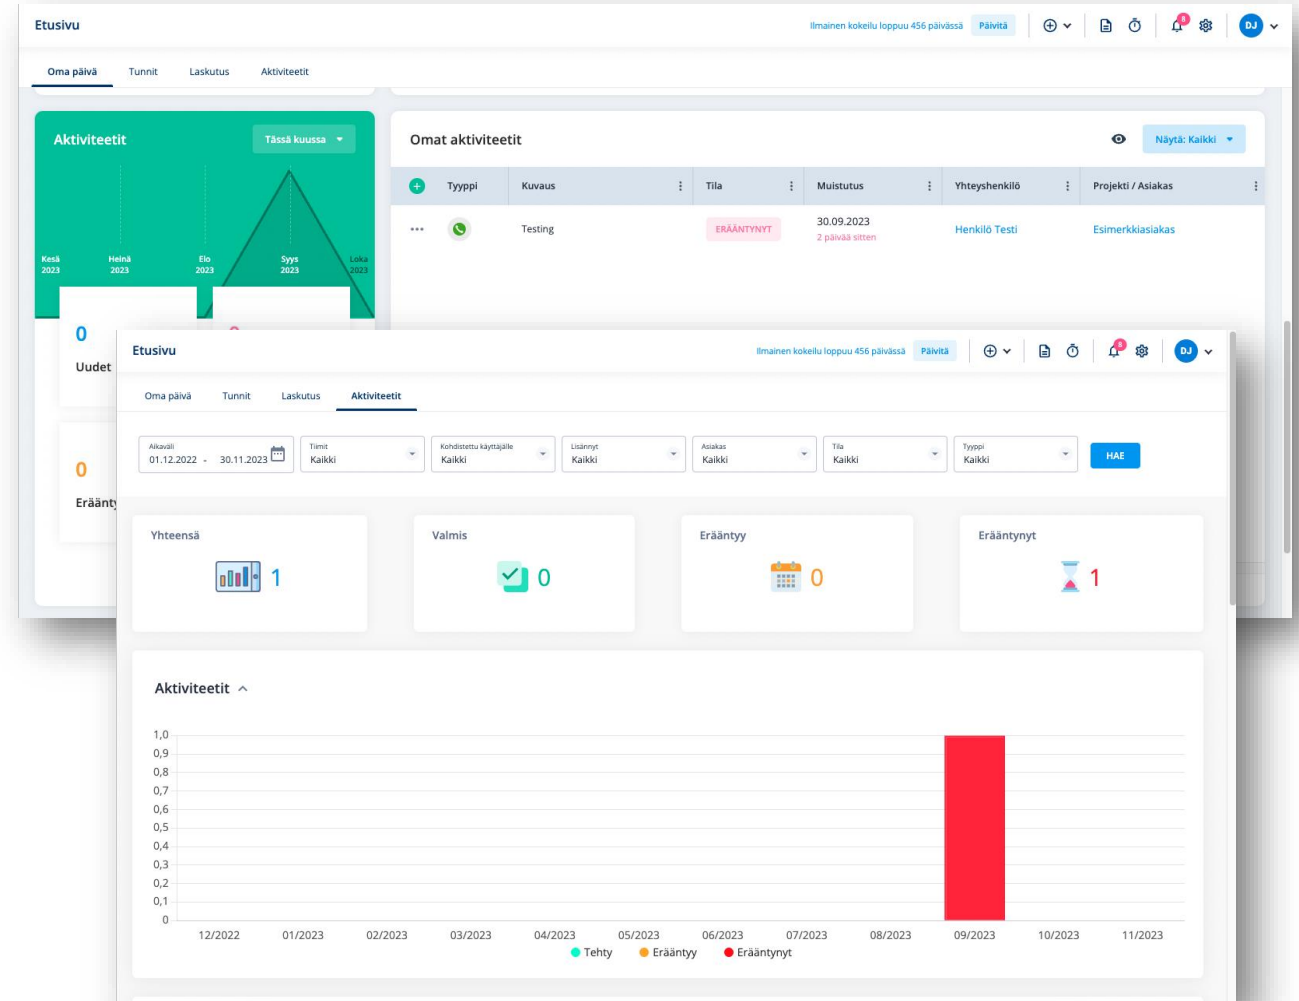 Etusivu
Ilmainen kokeilu loppuu 456 päivässä Päivitä 8 DJ
Oma päivä Tunnit Laskutus Aktiviteetit
Aktiviteetit Tässä kuussa
Kesä 2023 Heinä 2023 Elo 2023 Syys 2023 Loka 2023
0
Uudet
0
Omat aktiviteetit Näytä: Kaikki
Tyyppi Kuvaus Tila Muistutus Yhteyshenkilö Projekti / Asiakas
Testing ERÄÄNTYNYT 30.09.2023 Henkilö Testi Esimerkkiasiakas
2 päivää sitten
Etusivu
Ilmainen kokeilu loppuu 456 päivässä Päivitä 8 DJ
Oma päivä Tunnit Laskutus Aktiviteetit
Aikaväli Tiimit Kohdistettu käyttäjälle Lisännyt Asiakas Tila Tyyppi
01.12.2022 - 30.11.2023 Kaikki Kaikki Kaikki Kaikki Kaikki Kaikki HAE
Yhteensä Valmis Erääntyy Erääntynyt
1 0 0 1
Aktiviteetit
1,0
0,9
0,8
0,7
0,6
0,5
0,4
0,3
0,2
0,1
0
12/2022 01/2023 02/2023 03/2023 04/2023 05/2023 06/2023 07/2023 08/2023 09/2023 10/2023 11/2023
Tehty Erääntyy Erääntynyt